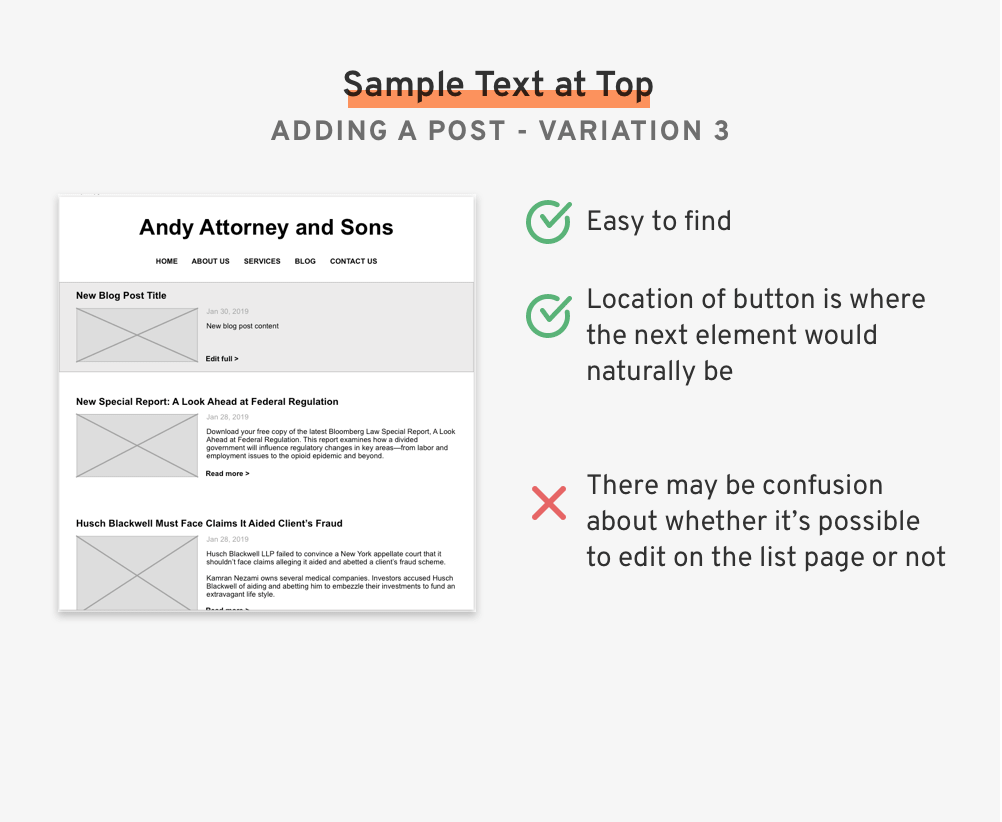 Sample Text at Top
ADDING A POST - VARIATION 3
Andy Attorney and Sons
HOME ABOUT US SERVICES BLOG CONTACT US
New Blog Post Title
Jan 30, 2019
New blog post content
Edit full >
New Special Report: A Look Ahead at Federal Regulation
Jan 28, 2019
Download your free copy of the latest Bloomberg Law Special Report, A Look
Ahead at Federal Regulation. This report examines how a divided
government will influence regulatory changes in key areas—from labor and
employment issues to the opioid epidemic and beyond.
Read more >
Husch Blackwell Must Face Claims It Aided Client's Fraud
Jan 28, 2019
Husch Blackwell LLP failed to convince a New York appellate court that it
shouldn't face claims alleging it aided and abetted a client's fraud scheme.
Kamran Nezami owns several medical companies. Investors accused Husch
Blackwell of aiding and abetting him to embezzle their investments to fund an
extravagant life style.
Read more >
Easy to find
Location of button is where
the next element would
naturally be
There may be confusion
about whether it's possible
to edit on the list page or not